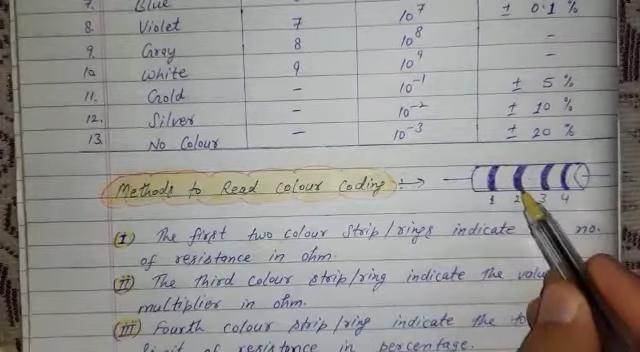 7. Blue ± 0.1 %
8. Violet 7 10^7 -
9. Gray 8 10^8 -
10. White 9 10^9
11. Gold - 10^-1 ± 5 %
12. Silver - 10^-2 ± 10 %
13. No Colour - 10^-3 ± 20 %
Methods to Read Colour Coding :→
1 2 3 4
(i) The first two colour strip/rings indicate no.
of resistance in ohm.
(ii) The third colour strip/ring indicate the
multiplier in ohm.
(iii) Fourth colour strip/ring indicate the
limit of resistance in percentage.